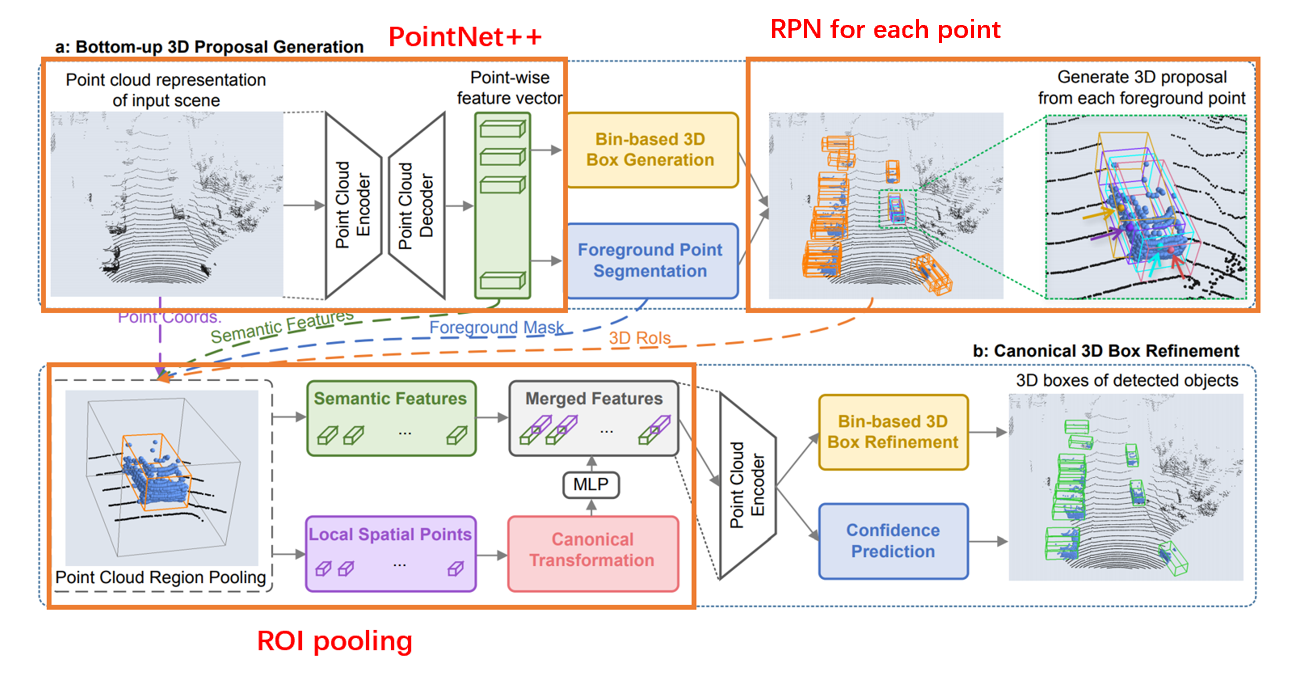 PointNet++
RPN for each point
a: Bottom-up 3D Proposal Generation
Point cloud representation
of input scene
Point Cloud
Encoder
Point Cloud
Decoder
Point-wise
feature vector
Bin-based 3D
Box Generation
Foreground Point
Segmentation
Generate 3D proposal
from each foreground point
Point Coords.
Semantic Features
Foreground Mask
3D RoIs
b: Canonical 3D Box Refinement
Point Cloud Region Pooling
Semantic Features
...
Local Spatial Points
...
Merged Features
...
MLP
Canonical
Transformation
Point Cloud
Encoder
Bin-based 3D
Box Refinement
Confidence
Prediction
3D boxes of detected objects
ROI pooling